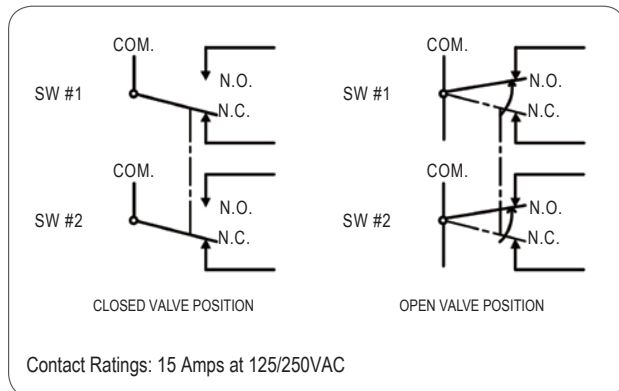 COM.
SW #1
N.O.
N.C.
COM.
SW #2
N.O.
N.C.
CLOSED VALVE POSITION
COM.
SW #1
N.O.
N.C.
COM.
SW #2
N.O.
N.C.
OPEN VALVE POSITION
Contact Ratings: 15 Amps at 125/250VAC